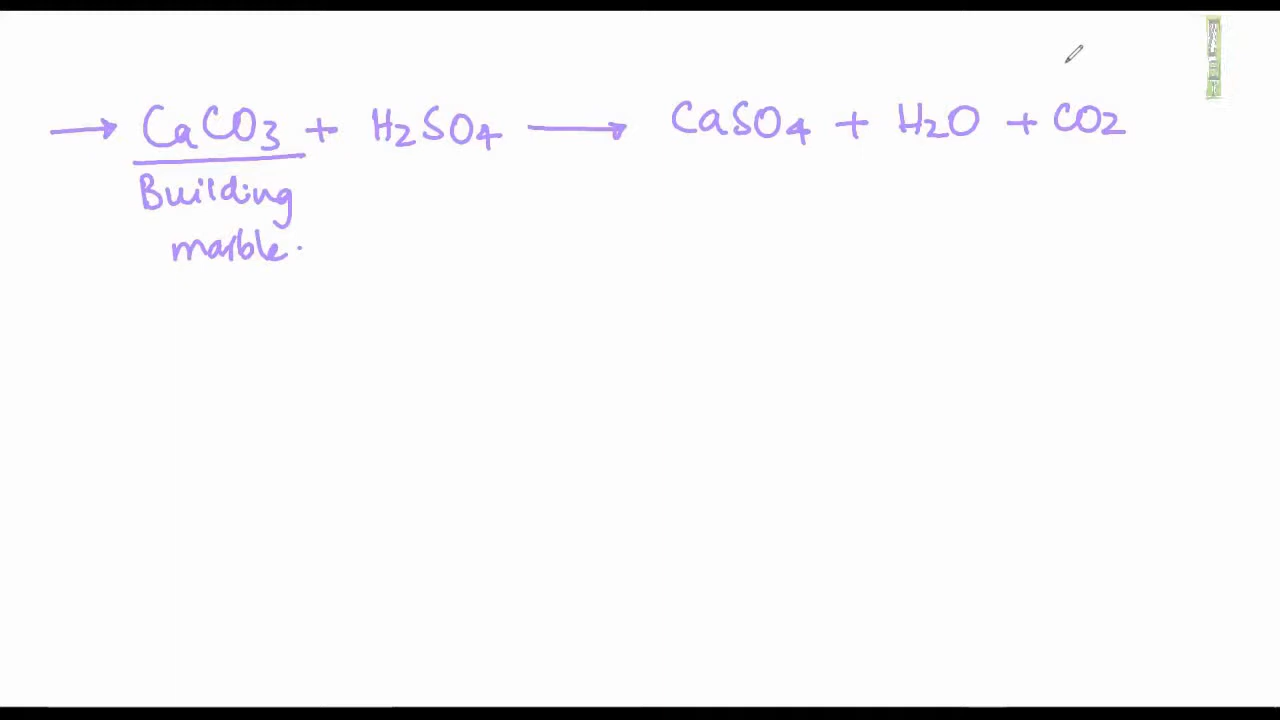 → CaCO3 + H2SO4 → CaSO4 + H2O + CO2
Building
marble.